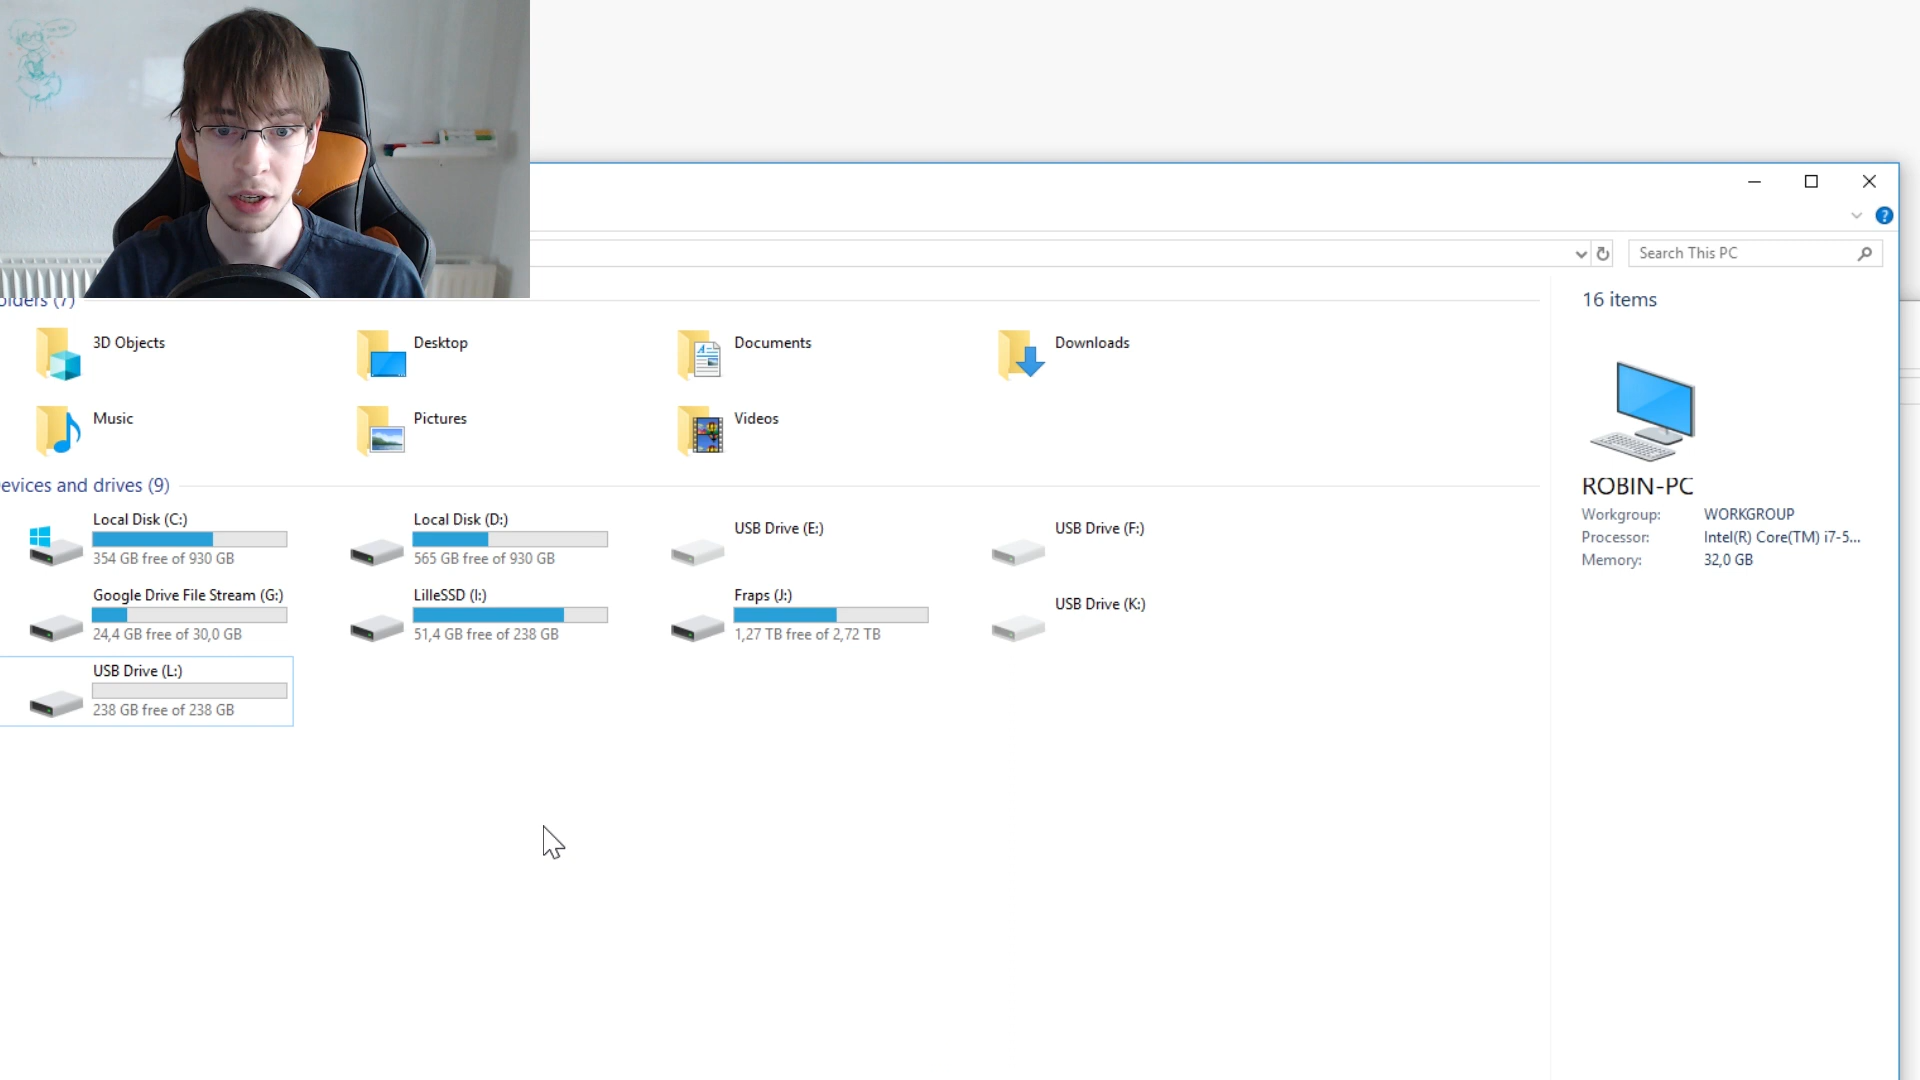 Search This PC
olders (7)
16 items
3D Objects
Desktop
Documents
Downloads
Music
Pictures
Videos
evices and drives (9)
ROBIN-PC
Workgroup: WORKGROUP
Processor: Intel(R) Core(TM) i7-5...
Memory: 32,0 GB
Local Disk (C:)
354 GB free of 930 GB
Local Disk (D:)
565 GB free of 930 GB
USB Drive (E:)
USB Drive (F:)
Google Drive File Stream (G:)
24,4 GB free of 30,0 GB
LilleSSD (I:)
51,4 GB free of 238 GB
Fraps (J:)
1,27 TB free of 2,72 TB
USB Drive (K:)
USB Drive (L:)
238 GB free of 238 GB